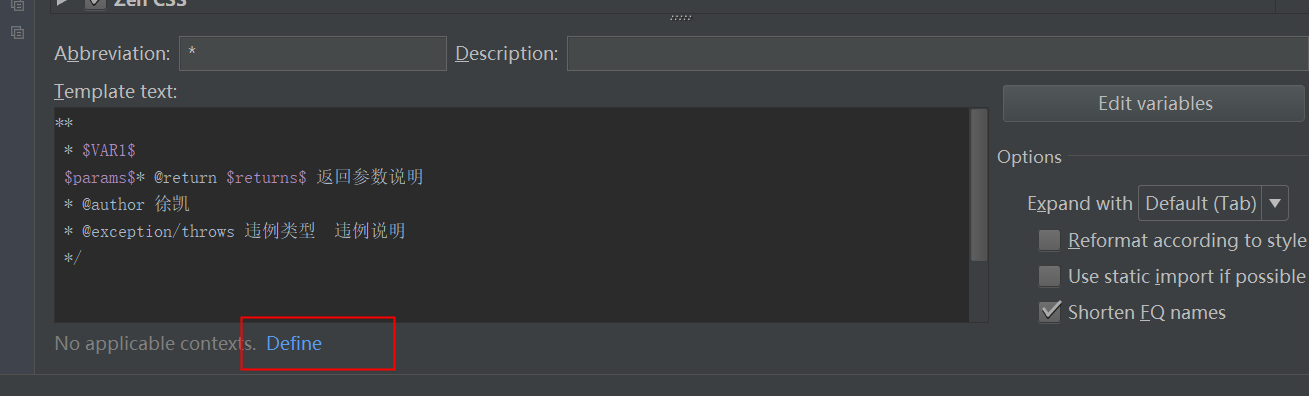 Zen CSS
Abbreviation: * Description:
Template text:
Edit variables
**
* $VAR1$
$params$* @return $returns$ 返回参数说明
* @author 徐凯
* @exception/throws 违例类型 违例说明
*/
Options
Expand with Default (Tab)
Reformat according to style
Use static import if possible
Shorten FQ names
No applicable contexts. Define